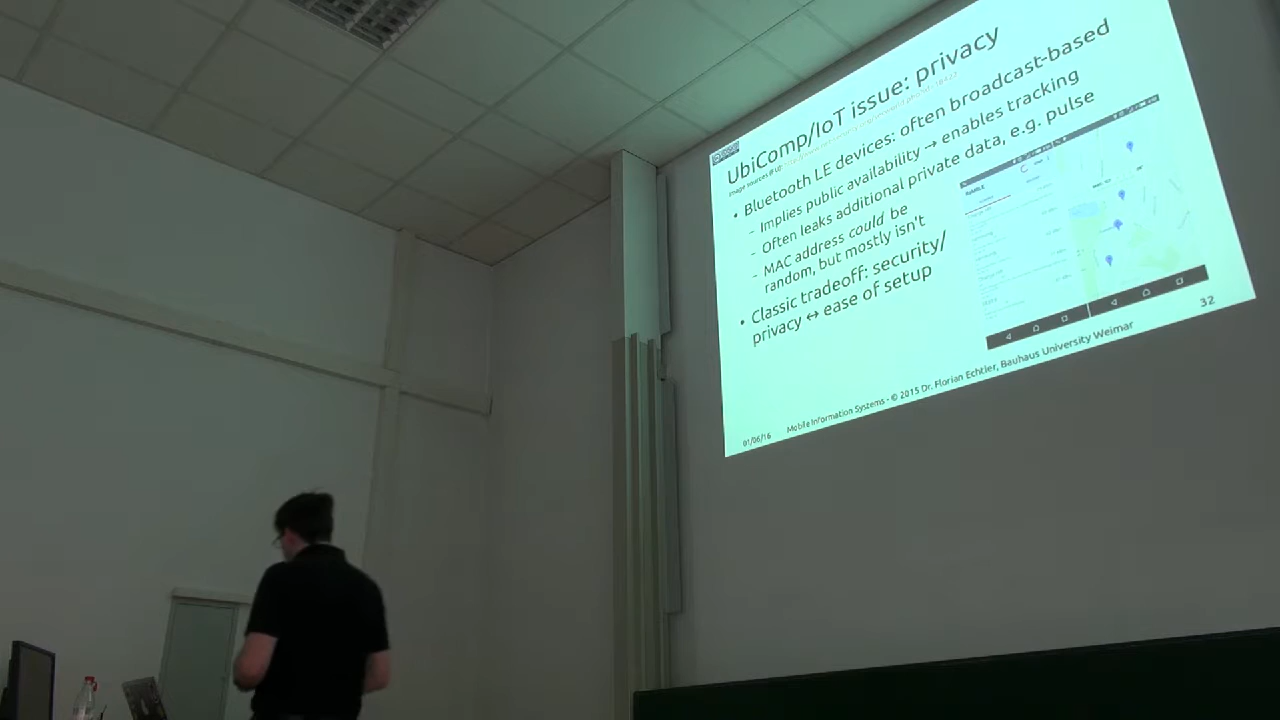 UbiComp/IoT issue: privacy
Image source:
• Bluetooth LE devices: often broadcast-based
– Implies public availability → enables tracking
– Often leaks additional private data, e.g. pulse
– MAC address could be
random, but mostly isn't
• Classic tradeoff: security/
privacy ↔ ease of setup
01/06/16
Mobile Information Systems - © 2015 Dr. Florian Echtler, Bauhaus University Weimar
32